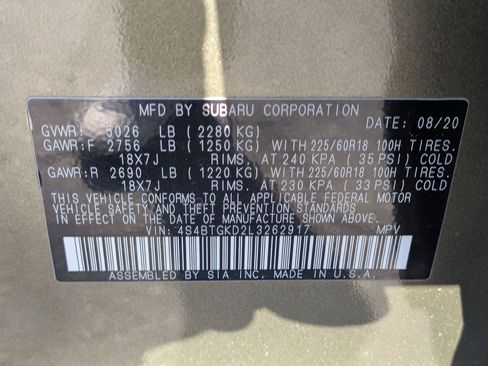 MFD BY SUBARU CORPORATION
DATE: 08/20
GVWR: 5026 LB (2280 KG)
GAWR:F 2756 LB (1250 KG) WITH 225/60R18 100H TIRES.
18X7J RIMS. AT 240 KPA ( 35 PSI) COLD
GAWR:R 2690 LB (1220 KG) WITH 225/60R18 100H TIRES.
18X7J RIMS. AT 230 KPA ( 33 PSI) COLD
THIS VEHICLE CONFORMS TO ALL APPLICABLE FEDERAL MOTOR
VEHICLE SAFETY AND THEFT PREVENTION STANDARDS
IN EFFECT ON THE DATE OF MANUFACTURE SHOWN ABOVE.
VIN: 4S4BTGKD2L3262917 MPV
ASSEMBLED BY SIA INC. MADE IN U.S.A.